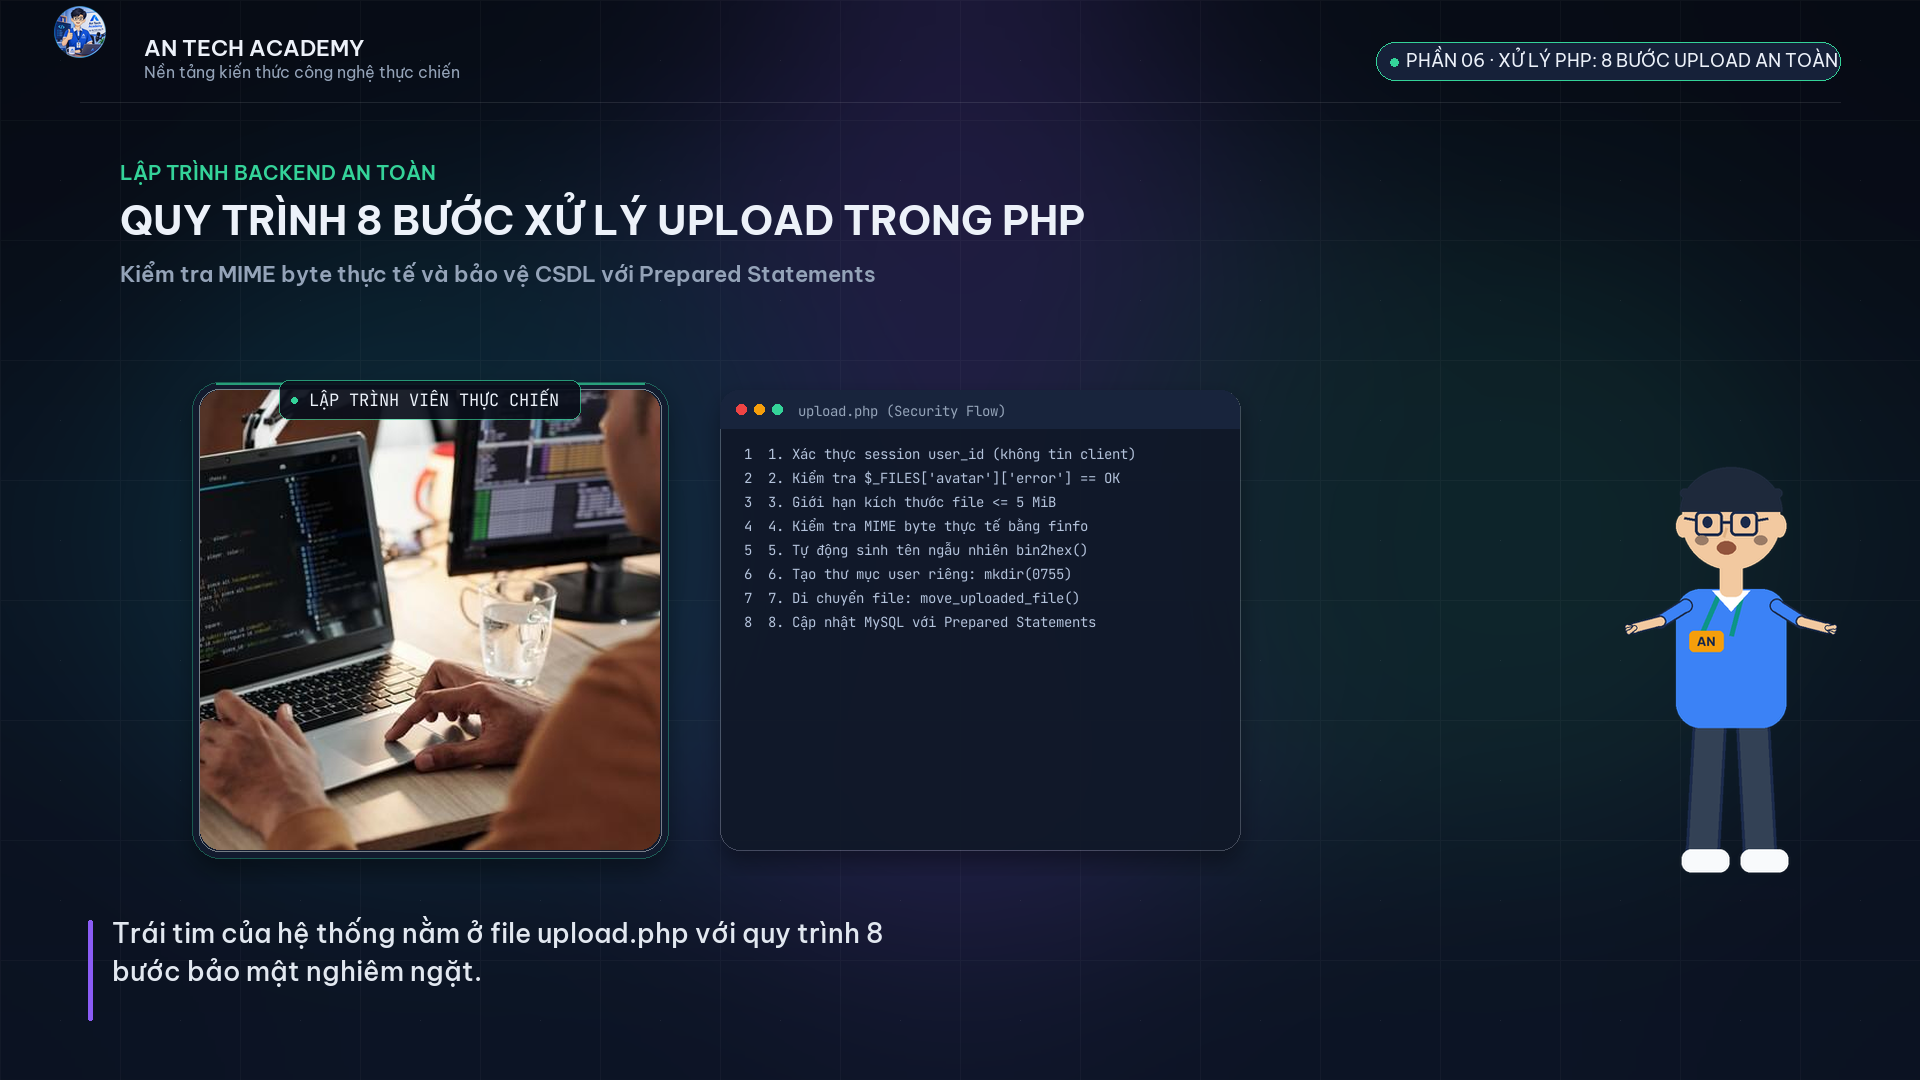 AN TECH ACADEMY
Nền tảng kiến thức công nghệ thực chiến
PHẦN 06 · XỬ LÝ PHP: 8 BƯỚC UPLOAD AN TOÀN
LẬP TRÌNH BACKEND AN TOÀN
QUY TRÌNH 8 BƯỚC XỬ LÝ UPLOAD TRONG PHP
Kiểm tra MIME byte thực tế và bảo vệ CSDL với Prepared Statements
LẬP TRÌNH VIÊN THỰC CHIẾN
upload.php (Security Flow)
1 1. Xác thực session user_id (không tin client)
2 2. Kiểm tra $_FILES['avatar']['error'] == OK
3 3. Giới hạn kích thước file <= 5 MiB
4 4. Kiểm tra MIME byte thực tế bằng finfo
5 5. Tự động sinh tên ngẫu nhiên bin2hex()
6 6. Tạo thư mục user riêng: mkdir(0755)
7 7. Di chuyển file: move_uploaded_file()
8 8. Cập nhật MySQL với Prepared Statements
AN
Trái tim của hệ thống nằm ở file upload.php với quy trình 8
bước bảo mật nghiêm ngặt.